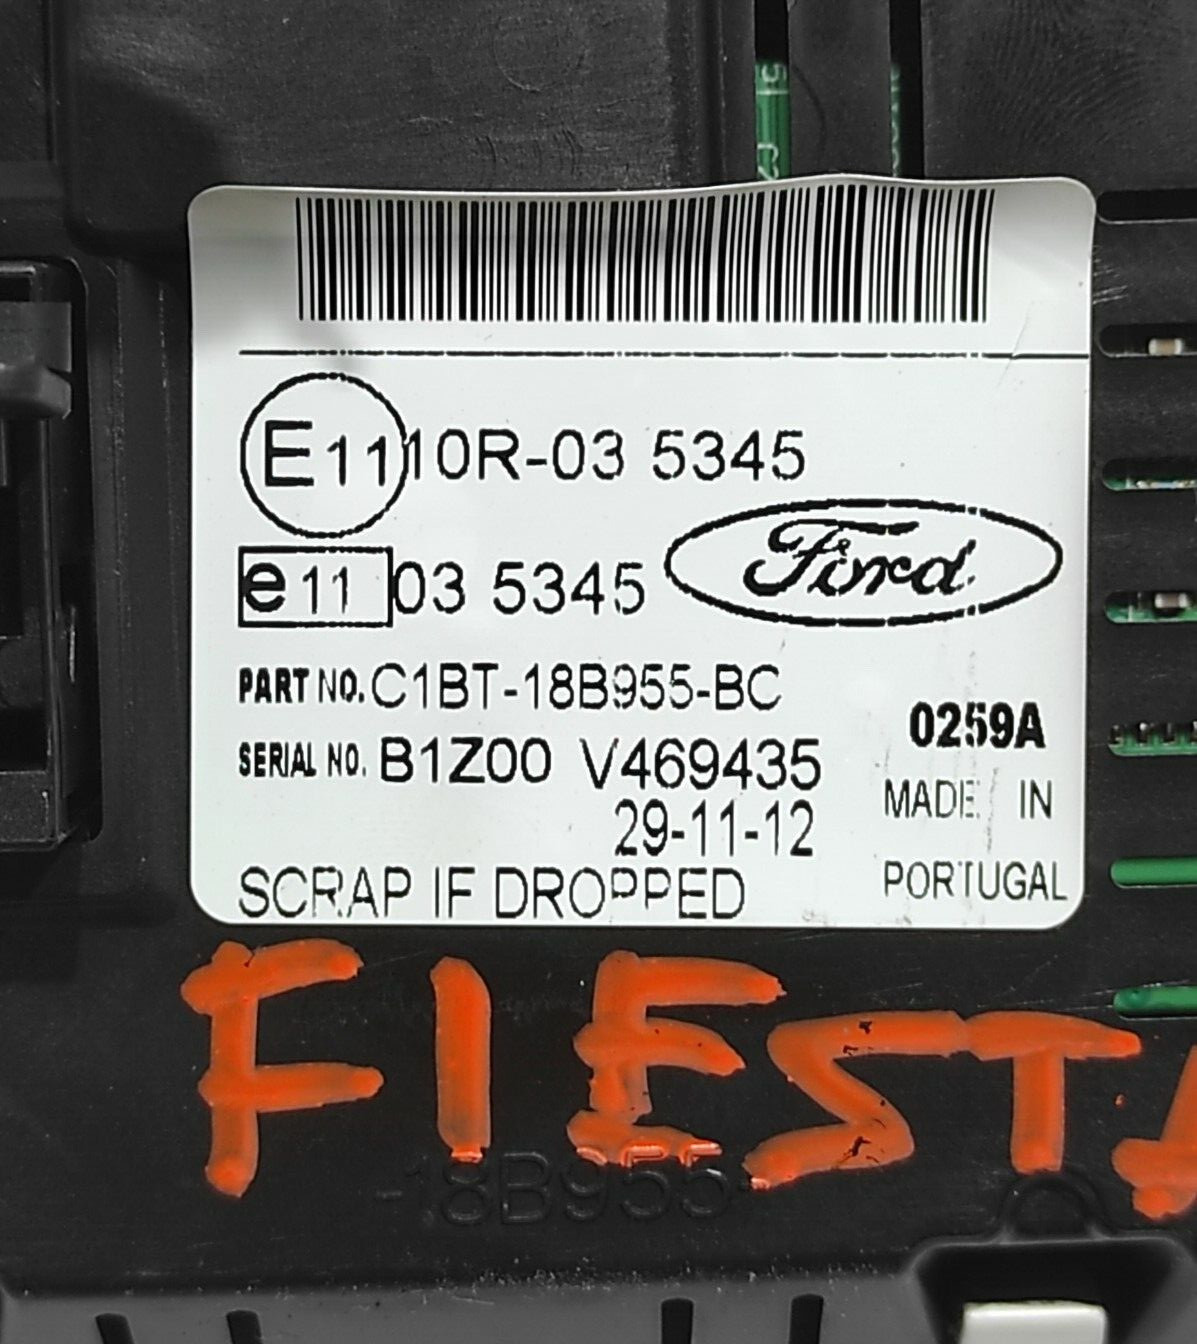 E11 10R-03 5345
e11 03 5345 Ford
PART NO. C1BT-18B955-BC
0259A
SERIAL NO. B1Z00 V469435
MADE IN
29-11-12
PORTUGAL
SCRAP IF DROPPED
FIESTA
-18B955-